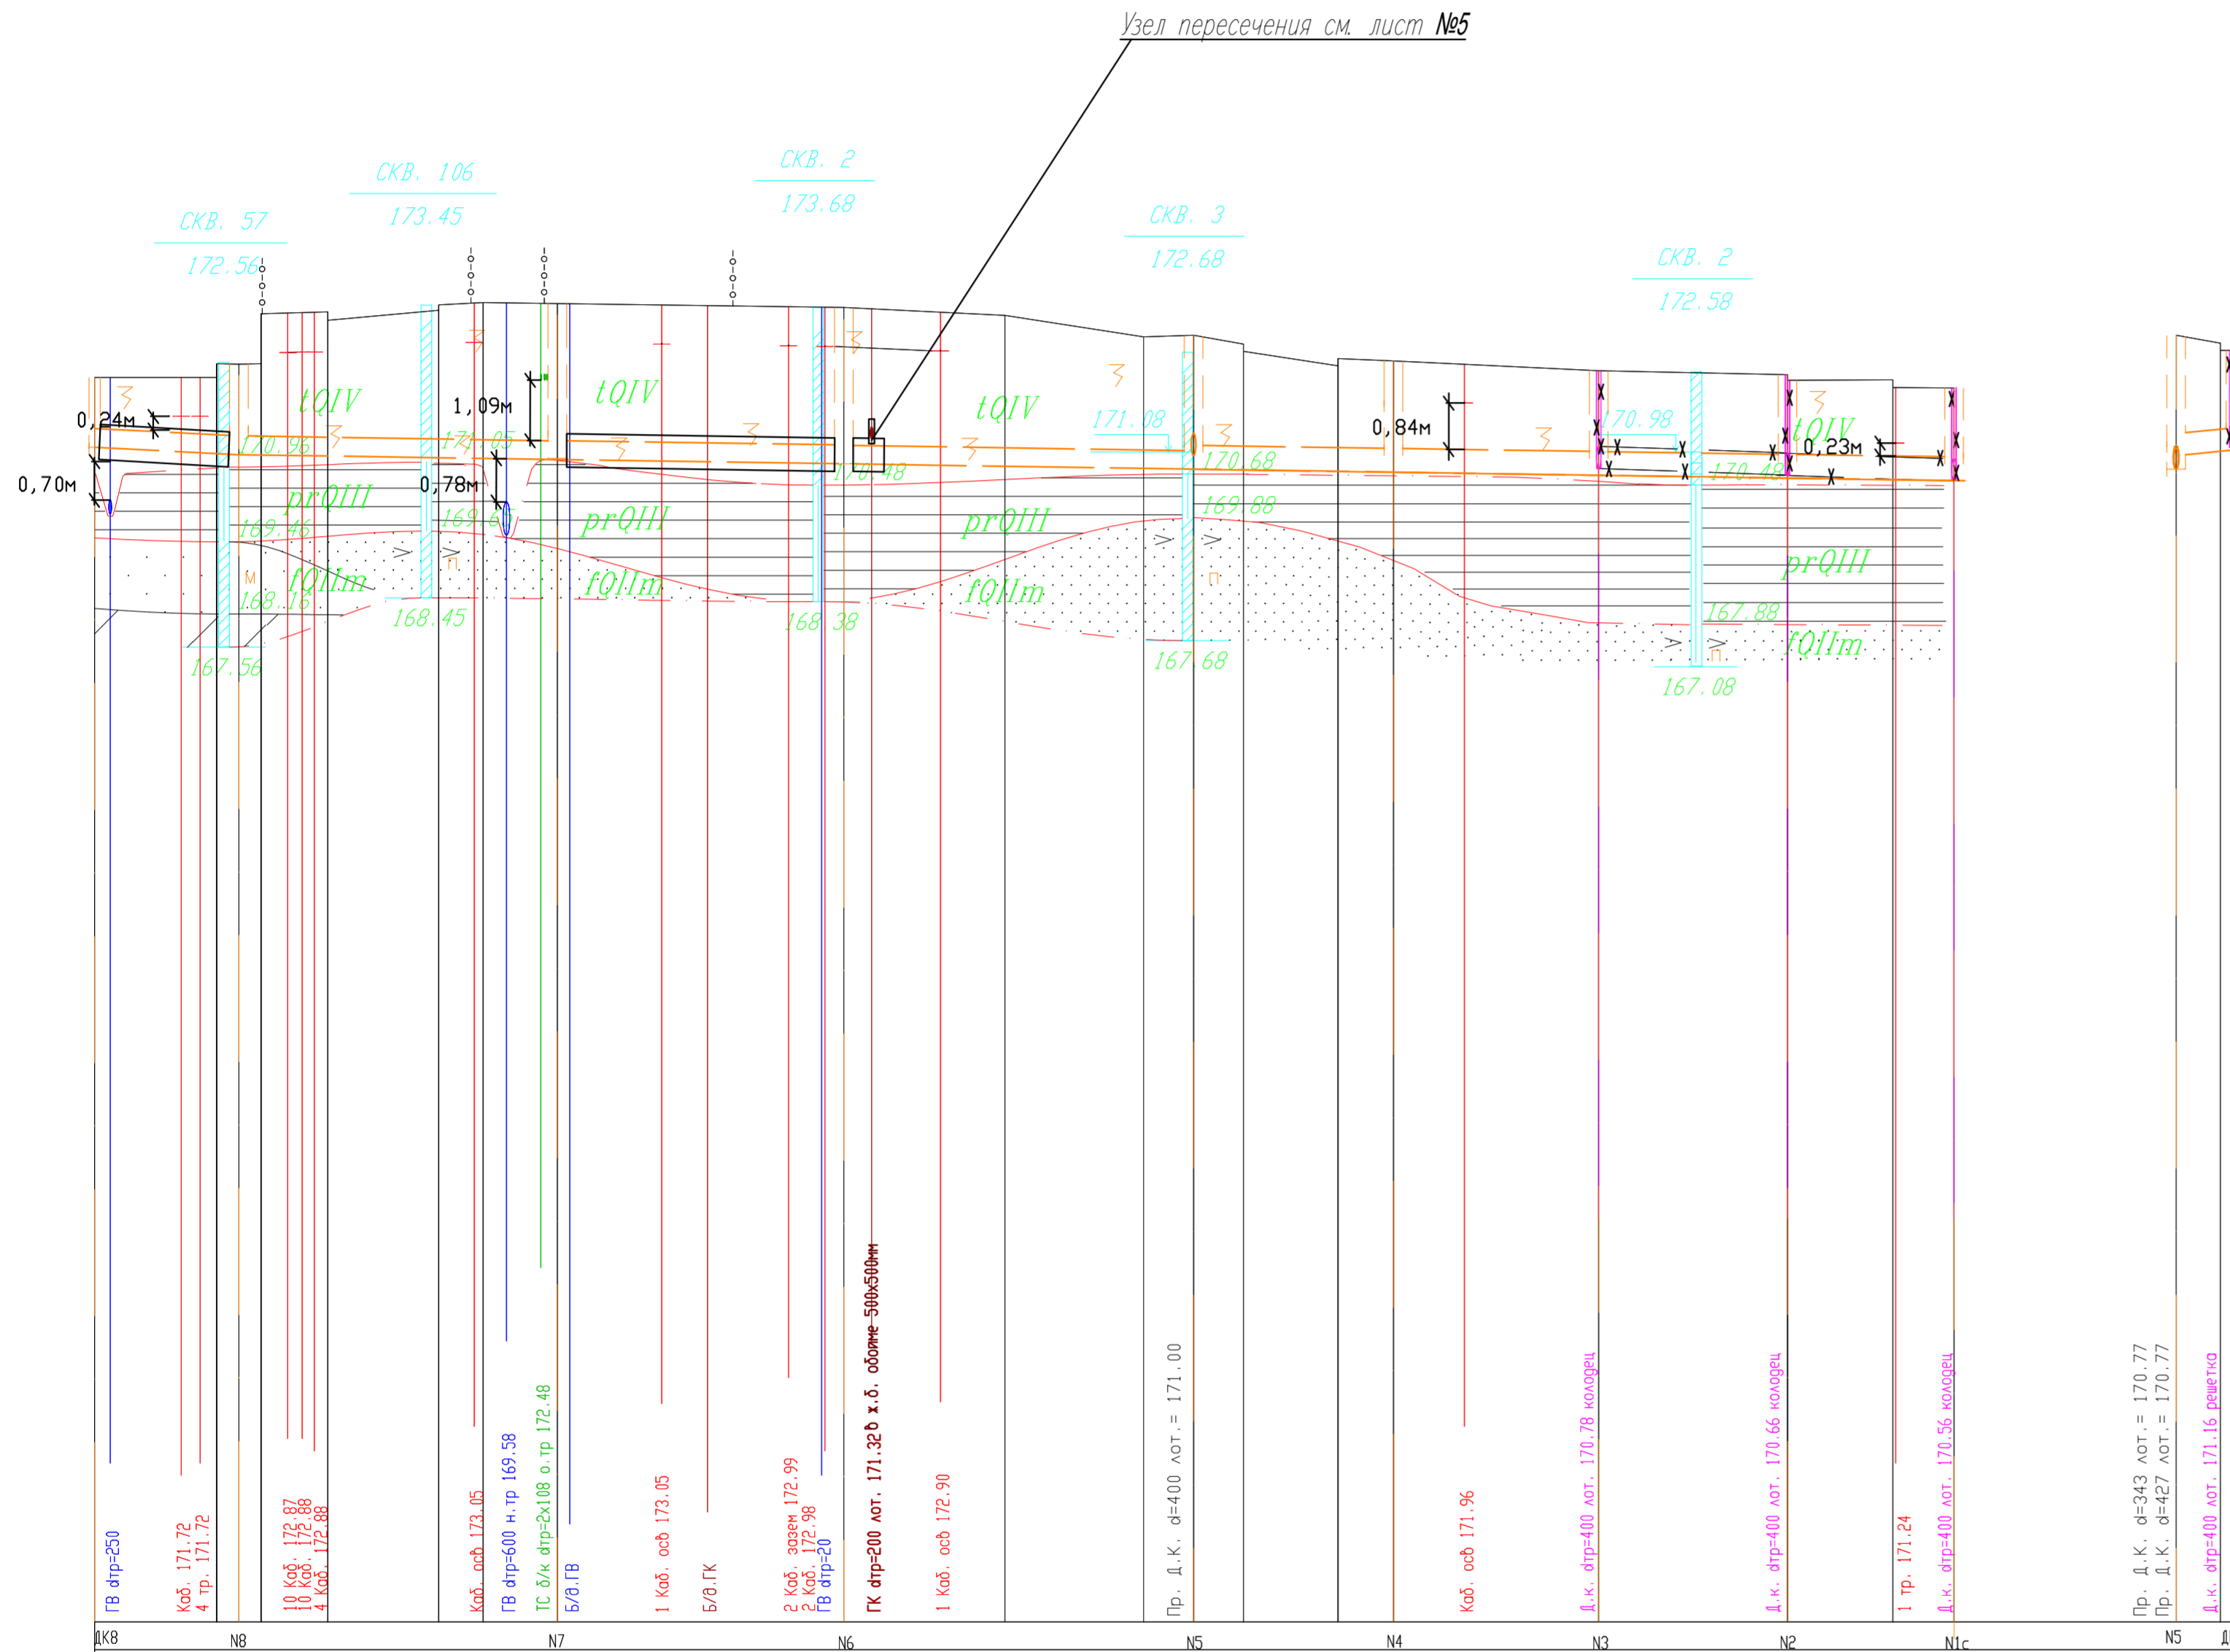 Узел пересечения см. лист №5
СКВ. 57
172.56
СКВ. 106
173.45
СКВ. 2
173.68
СКВ. 3
172.68
СКВ. 2
172.58
0,24м
0,70м
1,09м
0,78м
0,84м
0,23м
tQIV
tQIV
tQIV
tQIV
170.96
171.05
170.48
171.08
170.68
170.98
170.48
prQIII
prQIII
prQIII
prQIII
169.46
169.88
М
П
П
П
fQIIm
fQIIm
fQIIm
fQIIm
168.16
167.88
168.45
168.38
167.56
167.68
167.08
ГВ dтр=250
Каб. 171.72
4 тр. 171.72
10 Каб. 172.87
10 Каб. 172.88
4 Каб. 172.88
Каб. осв 173.05
ГВ dтр=600 н.тр 169.58
ТС б/к dтр=2х108 о.тр 172.48
Б/д.ГВ
1 Каб. осв 173.05
Б/д.ГК
2 Каб. зазем 172.99
2 Каб. 172.98
ГВ dтр=20
ГК dтр=200 лот. 171.32 в ж.б. обойме 500х500мм
1 Каб. осв 172.90
Пр. Д.К. d=400 лот.= 171.00
Каб. осв 171.96
Д.к. dтр=400 лот. 170.78 колодец
Д.к. dтр=400 лот. 170.66 колодец
1 тр. 171.24
Д.к. dтр=400 лот. 170.56 колодец
Пр. Д.К. d=343 лот.= 170.77
Пр. Д.К. d=427 лот.= 170.77
Д.к. dтр=400 лот. 171.16 решетка
ДК8
N8
N7
N6
N5
N4
N3
N2
N1с
N5